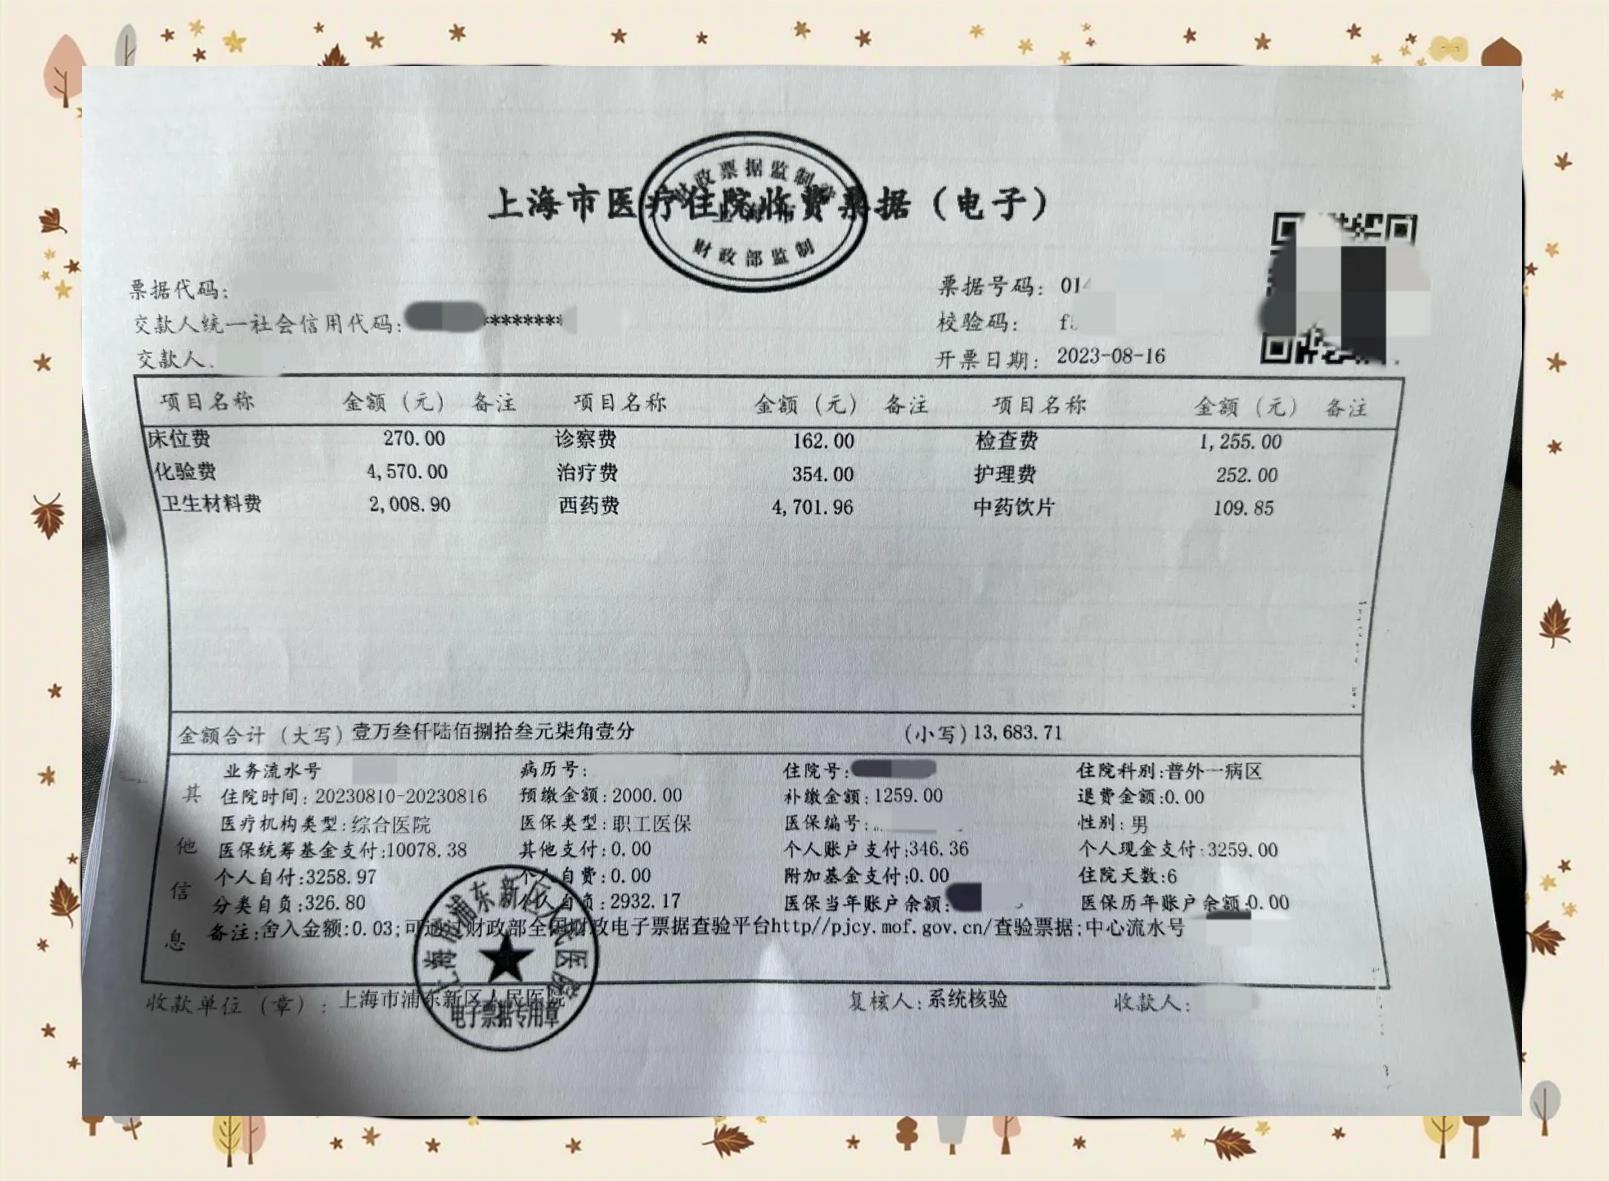 上海市医疗住院收费票据（电子）
财政票据监制章
财政部监制
票据代码:
票据号码: 01
交款人统一社会信用代码: *******
校验码: f
交款人
开票日期: 2023-08-16
项目名称 金额（元） 备注 项目名称 金额（元） 备注 项目名称 金额（元） 备注
床位费 270.00 诊察费 162.00 检查费 1,255.00
化验费 4,570.00 治疗费 354.00 护理费 252.00
卫生材料费 2,008.90 西药费 4,701.96 中药饮片 109.85
金额合计（大写）壹万叁仟陆佰捌拾叁元柒角壹分 （小写）13,683.71
其他信息
业务流水号 病历号: 住院号: 住院科别:普外一病区
住院时间: 20230810-20230816 预缴金额:2000.00 补缴金额:1259.00 退费金额:0.00
医疗机构类型:综合医院 医保类型:职工医保 医保编号: 性别:男
医保统筹基金支付:10078.38 其他支付:0.00 个人账户支付:346.36 个人现金支付:3259.00
个人自付:3258.97 个人自费:0.00 附加基金支付:0.00 住院天数:6
分类自负:326.80 个人自负:2932.17 医保当年账户余额: 医保历年账户余额:0.00
备注:舍入金额:0.03;可通过财政部全国财政电子票据查验平台http//pjcy.mof.gov.cn/查验票据;中心流水号
收款单位（章）: 上海市浦东新区人民医院 复核人:系统核验 收款人:
上海市浦东新区人民医院
电子票据专用章